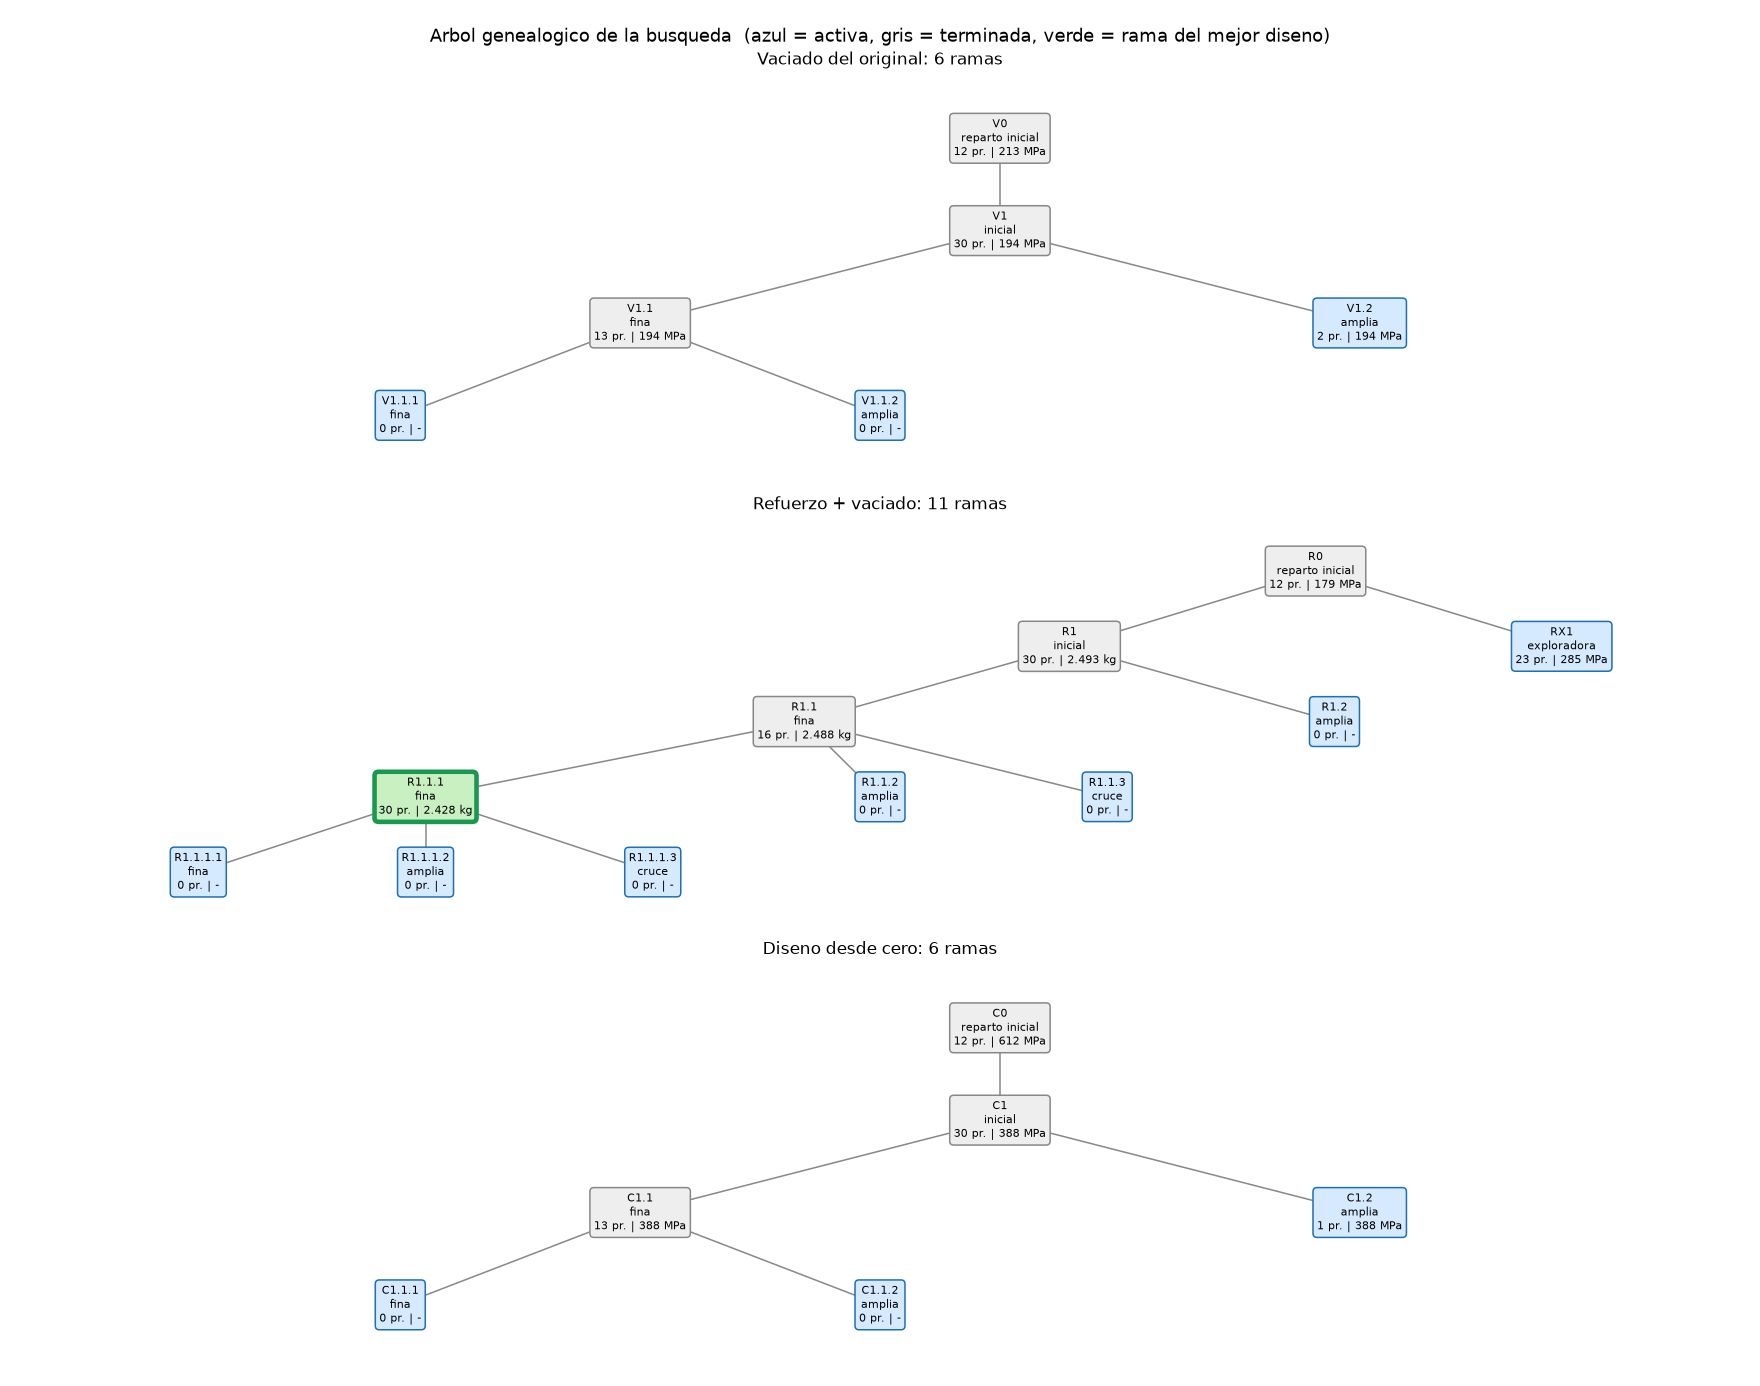 Arbol genealogico de la busqueda  (azul = activa, gris = terminada, verde = rama del mejor diseno)
Vaciado del original: 6 ramas
V0
reparto inicial
12 pr. | 213 MPa
V1
inicial
30 pr. | 194 MPa
V1.1
fina
13 pr. | 194 MPa
V1.2
amplia
2 pr. | 194 MPa
V1.1.1
fina
0 pr. | -
V1.1.2
amplia
0 pr. | -
Refuerzo + vaciado: 11 ramas
R0
reparto inicial
12 pr. | 179 MPa
R1
inicial
30 pr. | 2.493 kg
RX1
exploradora
23 pr. | 285 MPa
R1.1
fina
16 pr. | 2.488 kg
R1.2
amplia
0 pr. | -
R1.1.1
fina
30 pr. | 2.428 kg
R1.1.2
amplia
0 pr. | -
R1.1.3
cruce
0 pr. | -
R1.1.1.1
fina
0 pr. | -
R1.1.1.2
amplia
0 pr. | -
R1.1.1.3
cruce
0 pr. | -
Diseno desde cero: 6 ramas
C0
reparto inicial
12 pr. | 612 MPa
C1
inicial
30 pr. | 388 MPa
C1.1
fina
13 pr. | 388 MPa
C1.2
amplia
1 pr. | 388 MPa
C1.1.1
fina
0 pr. | -
C1.1.2
amplia
0 pr. | -